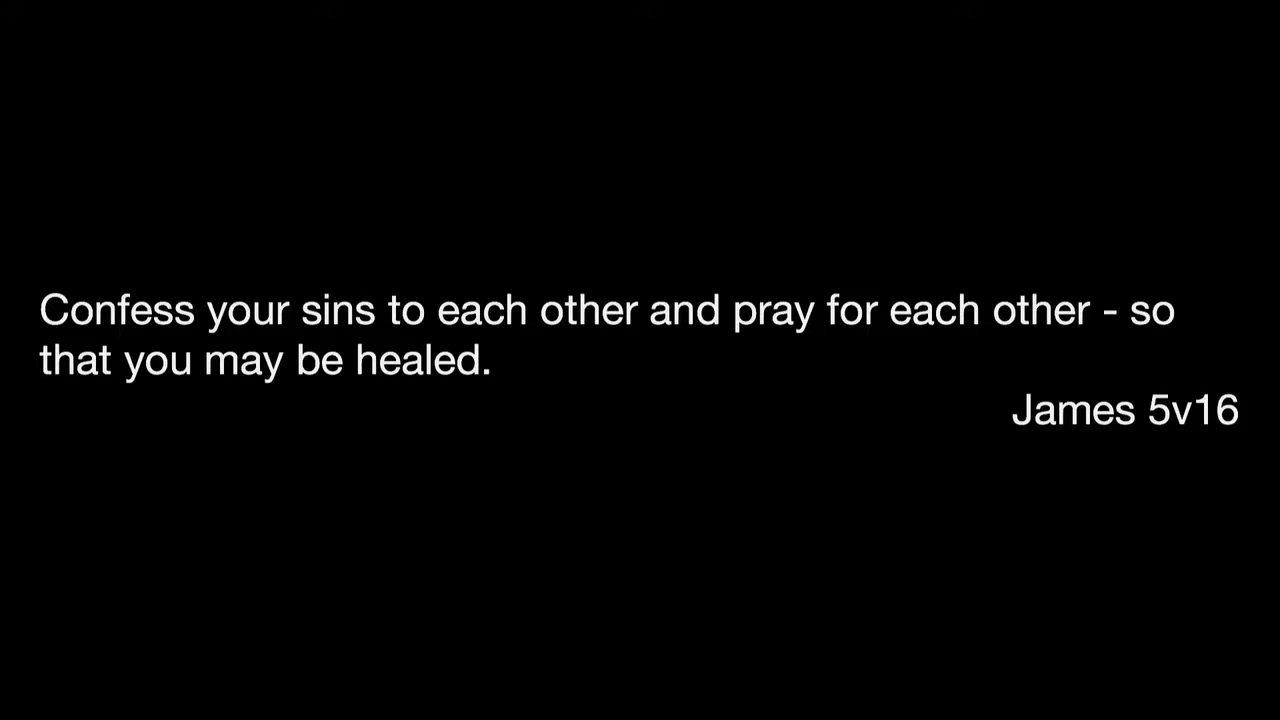 Confess your sins to each other and pray for each other - so
that you may be healed.
James 5v16